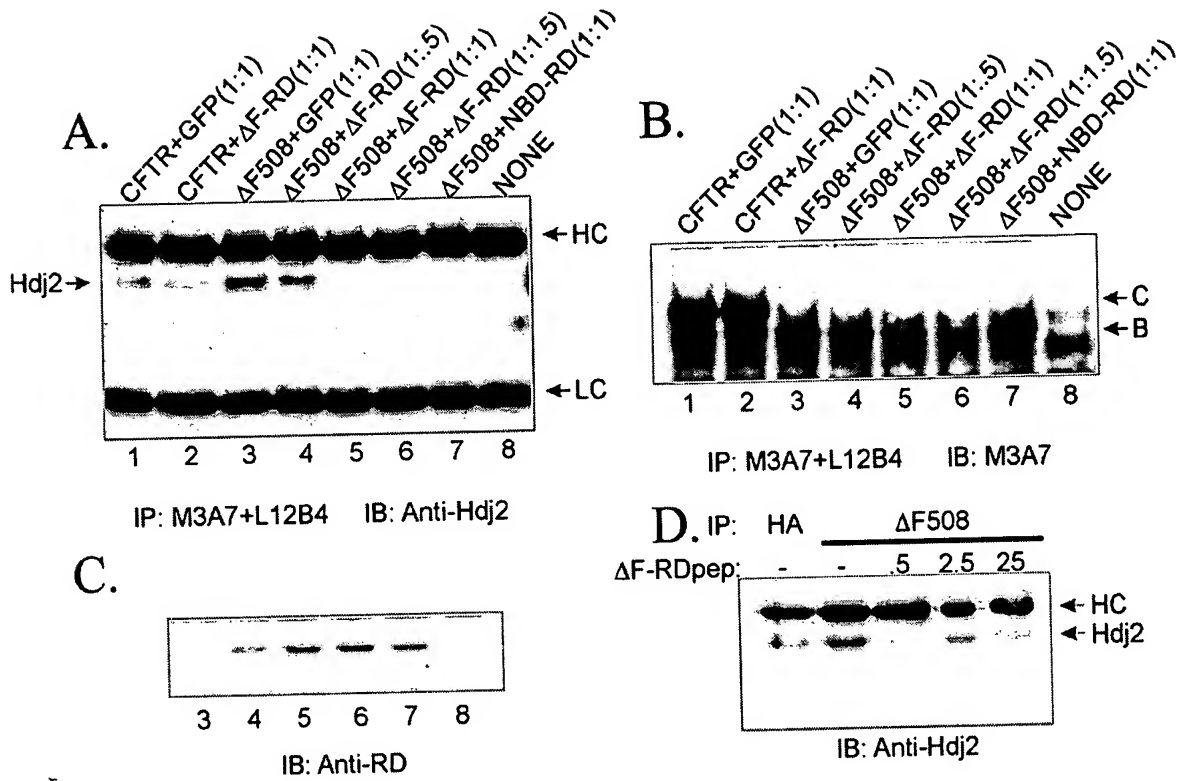 A.
CFTR+GFP(1:1)
CFTR+ΔF-RD(1:1)
ΔF508+GFP(1:1)
ΔF508+ΔF-RD(1:.5)
ΔF508+ΔF-RD(1:1)
ΔF508+ΔF-RD(1:1.5)
ΔF508+NBD-RD(1:1)
NONE
HC
Hdj2
LC
1 2 3 4 5 6 7 8
IP: M3A7+L12B4 IB: Anti-Hdj2
B.
CFTR+GFP(1:1)
CFTR+ΔF-RD(1:1)
ΔF508+GFP(1:1)
ΔF508+ΔF-RD(1:.5)
ΔF508+ΔF-RD(1:1)
ΔF508+ΔF-RD(1:1.5)
ΔF508+NBD-RD(1:1)
NONE
C
B
1 2 3 4 5 6 7 8
IP: M3A7+L12B4 IB: M3A7
C.
3 4 5 6 7 8
IB: Anti-RD
D.
IP: HA ΔF508
ΔF-RDpep: - - .5 2.5 25
HC
Hdj2
IB: Anti-Hdj2